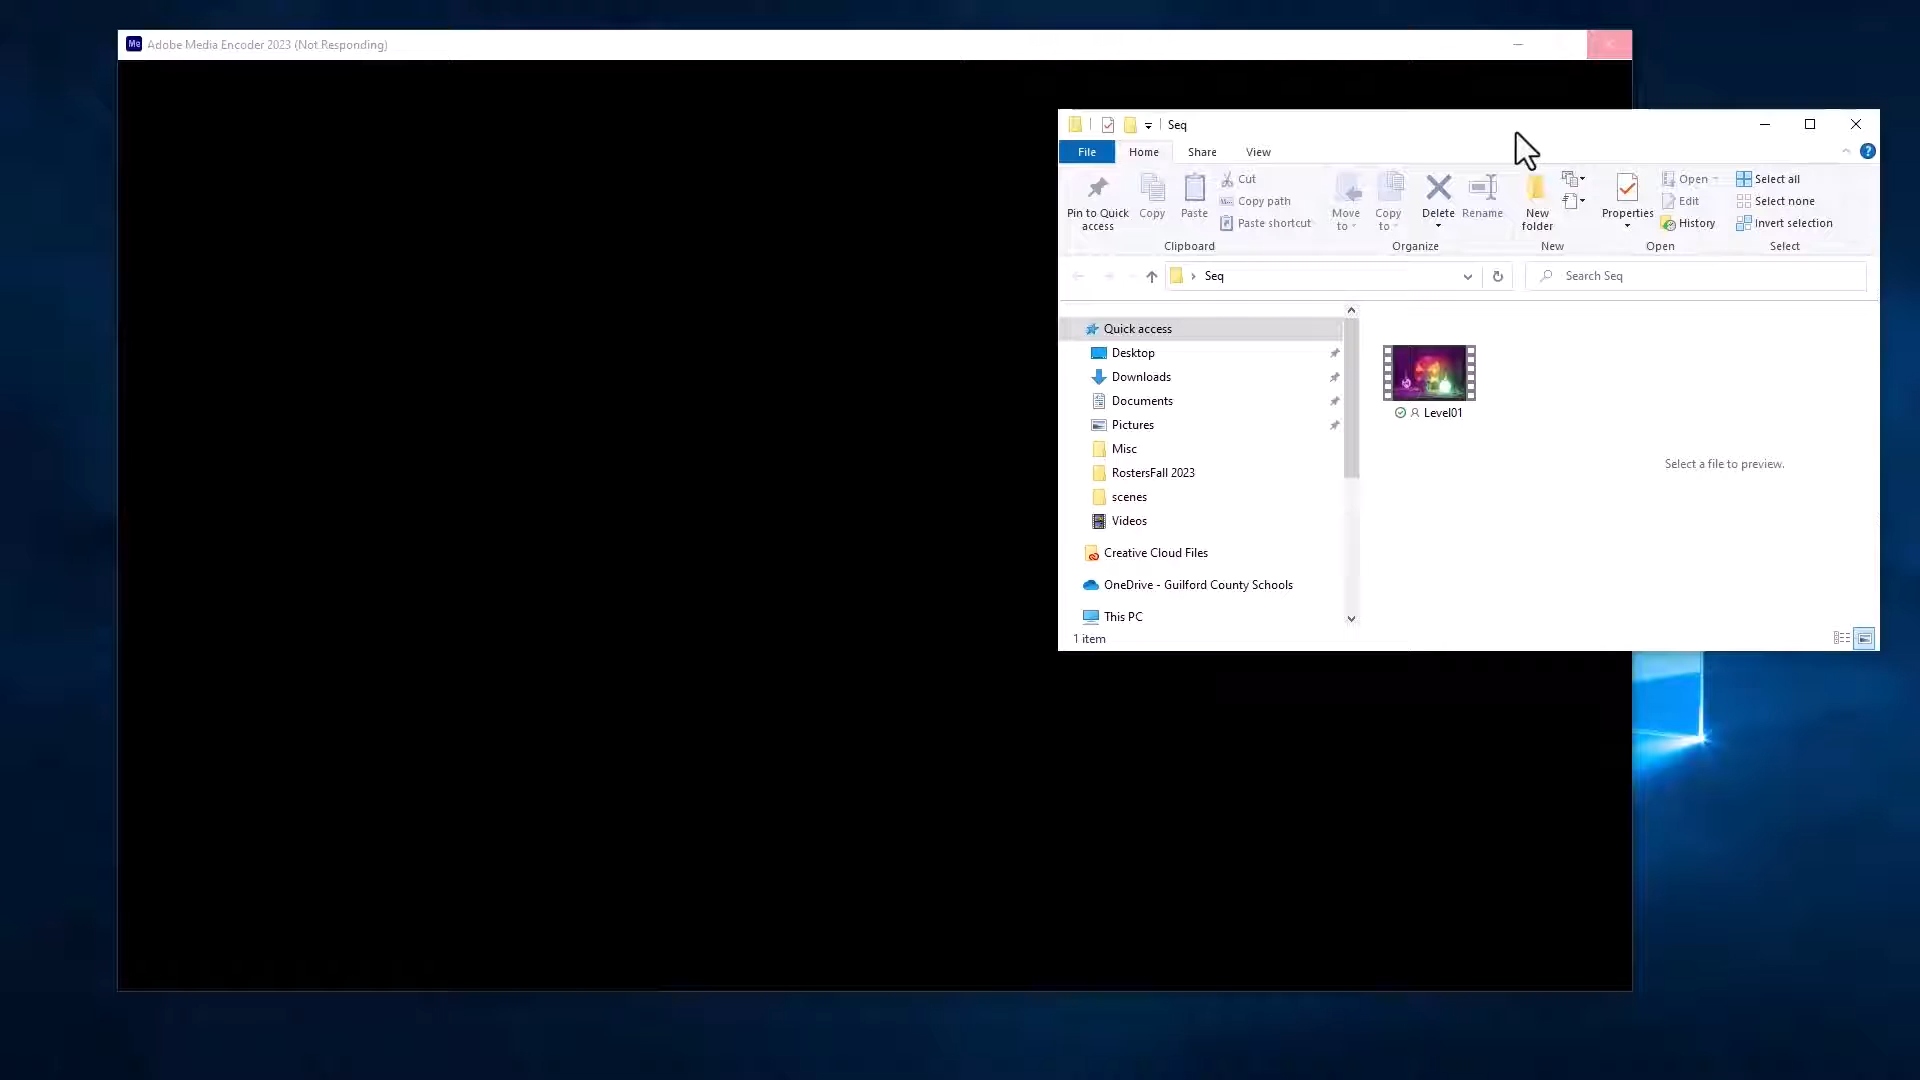 Me Adobe Media Encoder 2023 (Not Responding)
Seq
File Home Share View
Pin to Quick access
Copy
Paste
Cut
Copy path
Paste shortcut
Move to
Copy to
Delete
Rename
New folder
Properties
Open
Edit
History
Select all
Select none
Invert selection
Clipboard Organize New Open Select
Seq
Search Seq
Quick access
Desktop
Downloads
Documents
Pictures
Misc
RostersFall 2023
scenes
Videos
Creative Cloud Files
OneDrive - Guilford County Schools
This PC
Level01
Select a file to preview.
1 item